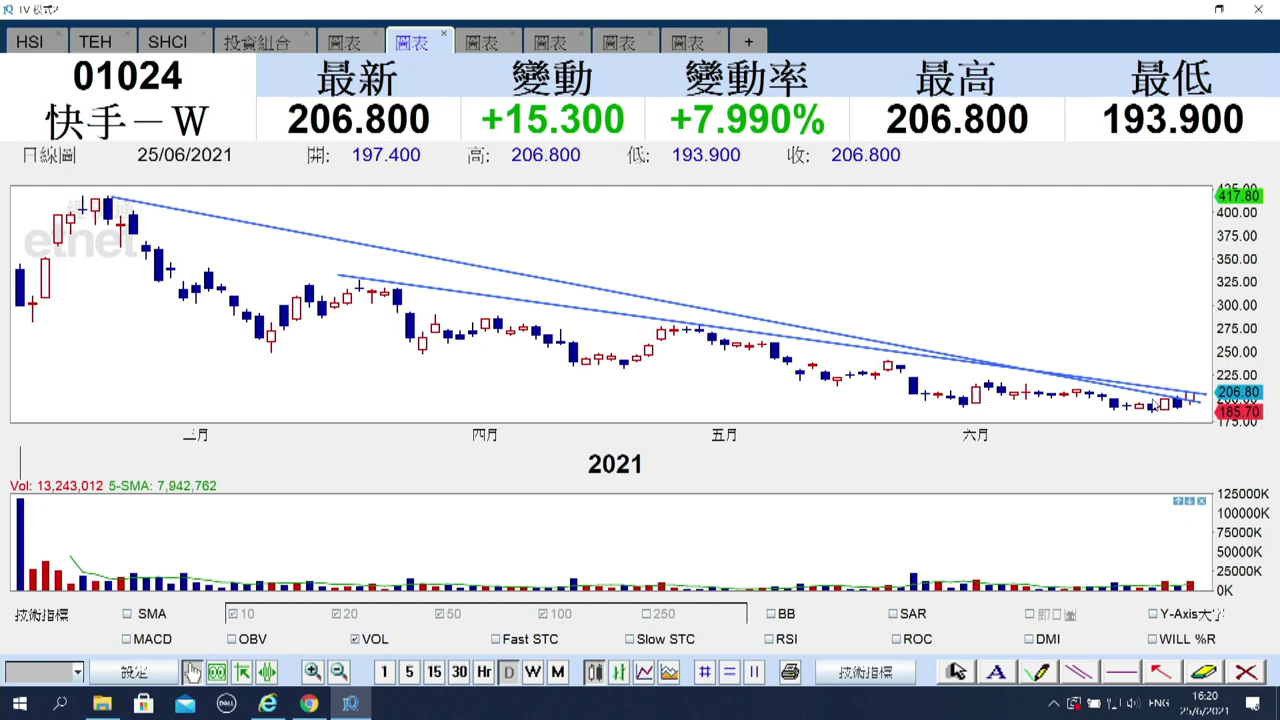 TV 模式2
HSI TEH SHCI 投資組合 圖表 圖表 圖表 圖表 圖表 圖表 +
01024 最新 變動 變動率 最高 最低
快手－W 206.800 +15.300 +7.990% 206.800 193.900
日線圖 25/06/2021 開: 197.400 高: 206.800 低: 193.900 收: 206.800
etnet
425.00
417.80
400.00
375.00
350.00
325.00
300.00
275.00
250.00
225.00
206.80
185.70
175.00
三月 四月 五月 六月
2021
Vol: 13,243,012 5-SMA: 7,942,762
125000K
100000K
75000K
50000K
25000K
0K
技術指標 SMA 10 20 50 100 250 BB SAR Y-Axis大字
MACD OBV VOL Fast STC Slow STC RSI ROC DMI WILL %R
設定 1 5 15 30 Hr D W M 技術指標 A
DELL ENG 16:20
25/6/2021